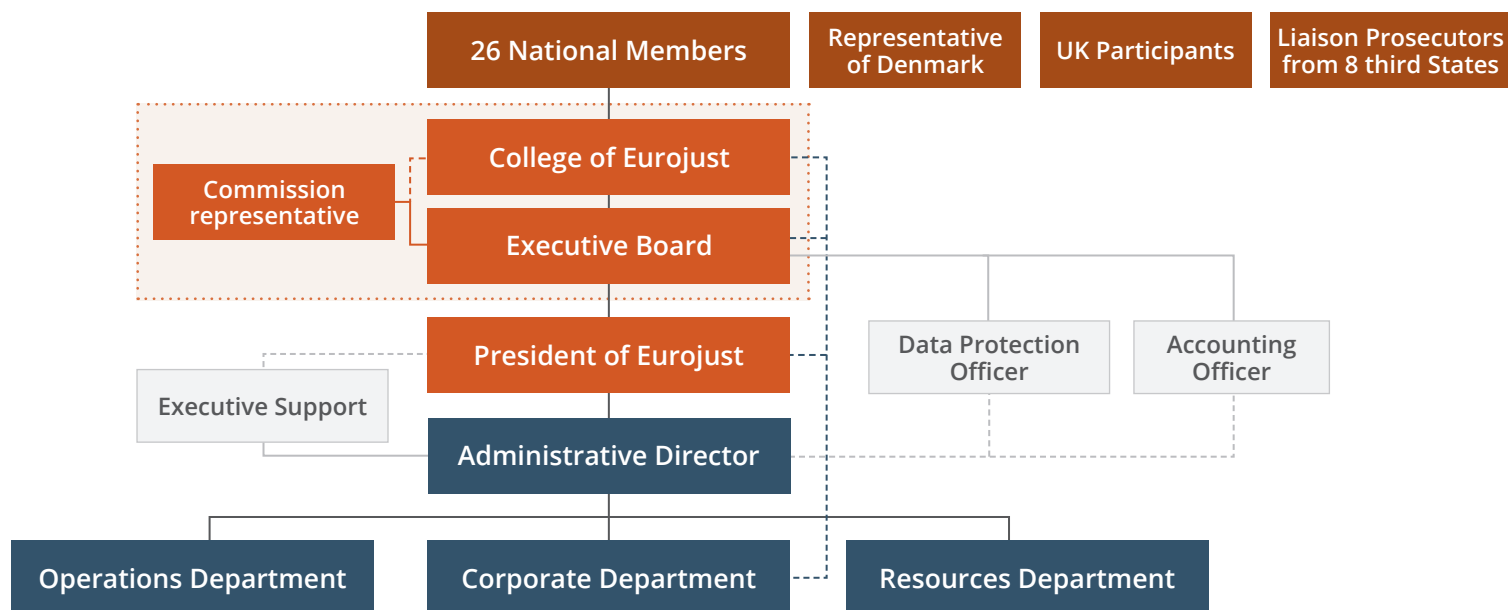 26 National Members
Representative
of Denmark
UK Participants
Liaison Prosecutors
from 8 third States
College of Eurojust
Commission
representative
Executive Board
President of Eurojust
Data Protection
Officer
Accounting
Officer
Executive Support
Administrative Director
Operations Department
Corporate Department
Resources Department